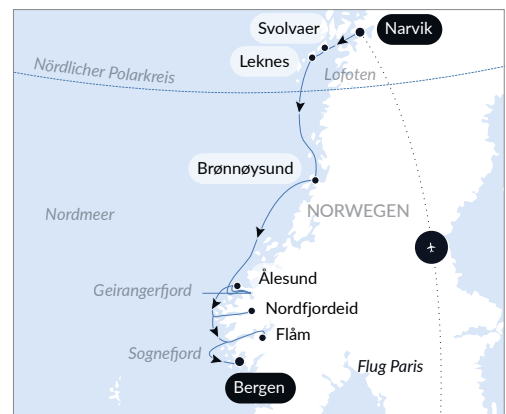 Svolvaer
Narvik
Leknes
Lofoten
Nördlicher Polarkreis
Brønnøysund
Nordmeer
NORWEGEN
Ålesund
Geirangerfjord
Nordfjordeid
Flåm
Sognefjord
Flug Paris
Bergen